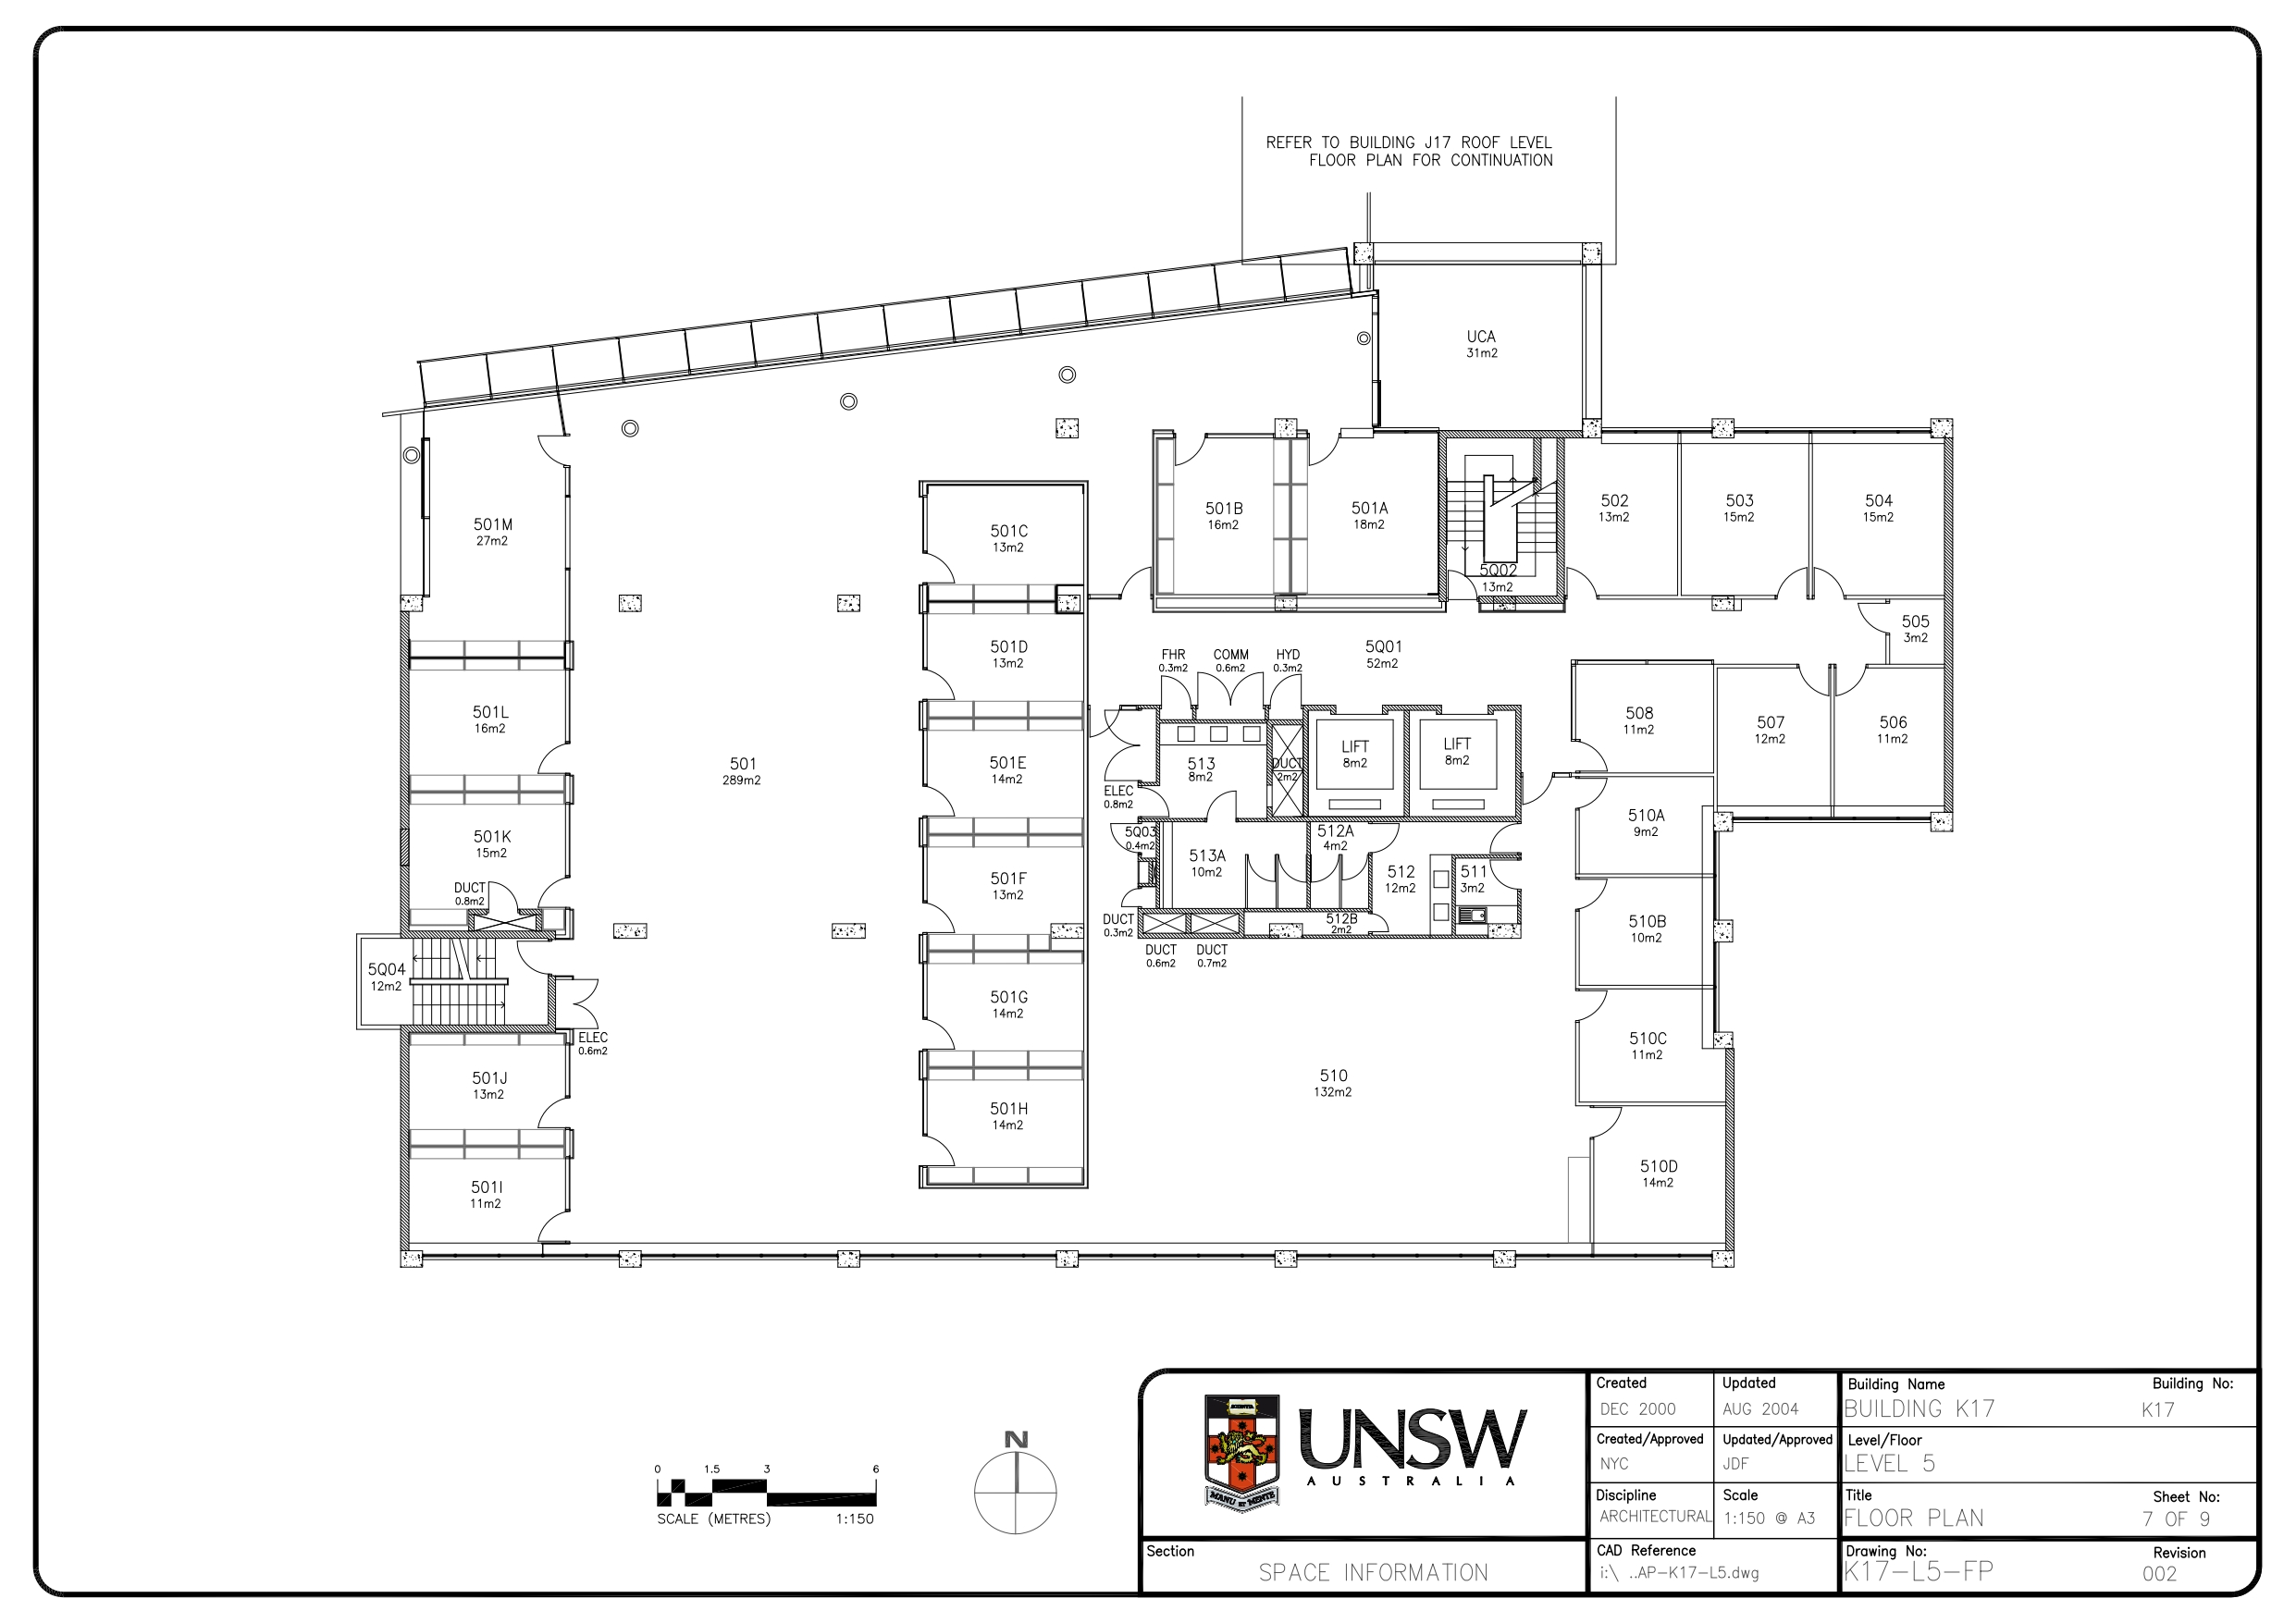 REFER TO BUILDING J17 ROOF LEVEL
FLOOR PLAN FOR CONTINUATION
UCA
31m2
501M
27m2
501C
13m2
501B
16m2
501A
18m2
5Q02
13m2
502
13m2
503
15m2
504
15m2
505
3m2
501D
13m2
FHR
0.3m2
COMM
0.6m2
HYD
0.3m2
5Q01
52m2
501L
16m2
501
289m2
501E
14m2
ELEC
0.8m2
513
8m2
DUCT
2m2
LIFT
8m2
LIFT
8m2
508
11m2
507
12m2
506
11m2
501K
15m2
DUCT
0.8m2
501F
13m2
5Q03
0.4m2
513A
10m2
512A
4m2
512
12m2
511
3m2
510A
9m2
510B
10m2
DUCT
0.3m2
512B
2m2
DUCT
0.6m2
DUCT
0.7m2
5Q04
12m2
501G
14m2
ELEC
0.6m2
510C
11m2
501J
13m2
510
132m2
501H
14m2
501I
11m2
510D
14m2
0 1.5 3 6
SCALE (METRES) 1:150
N
SCIENTIA
MANU ET MENTE
UNSW
AUSTRALIA
Section
SPACE INFORMATION
Created
DEC 2000
Updated
AUG 2004
Created/Approved
NYC
Updated/Approved
JDF
Discipline
ARCHITECTURAL
Scale
1:150 @ A3
CAD Reference
i:\ ..AP-K17-L5.dwg
Building Name
BUILDING K17
Building No:
K17
Level/Floor
LEVEL 5
Title
FLOOR PLAN
Sheet No:
7 OF 9
Drawing No:
K17-L5-FP
Revision
002